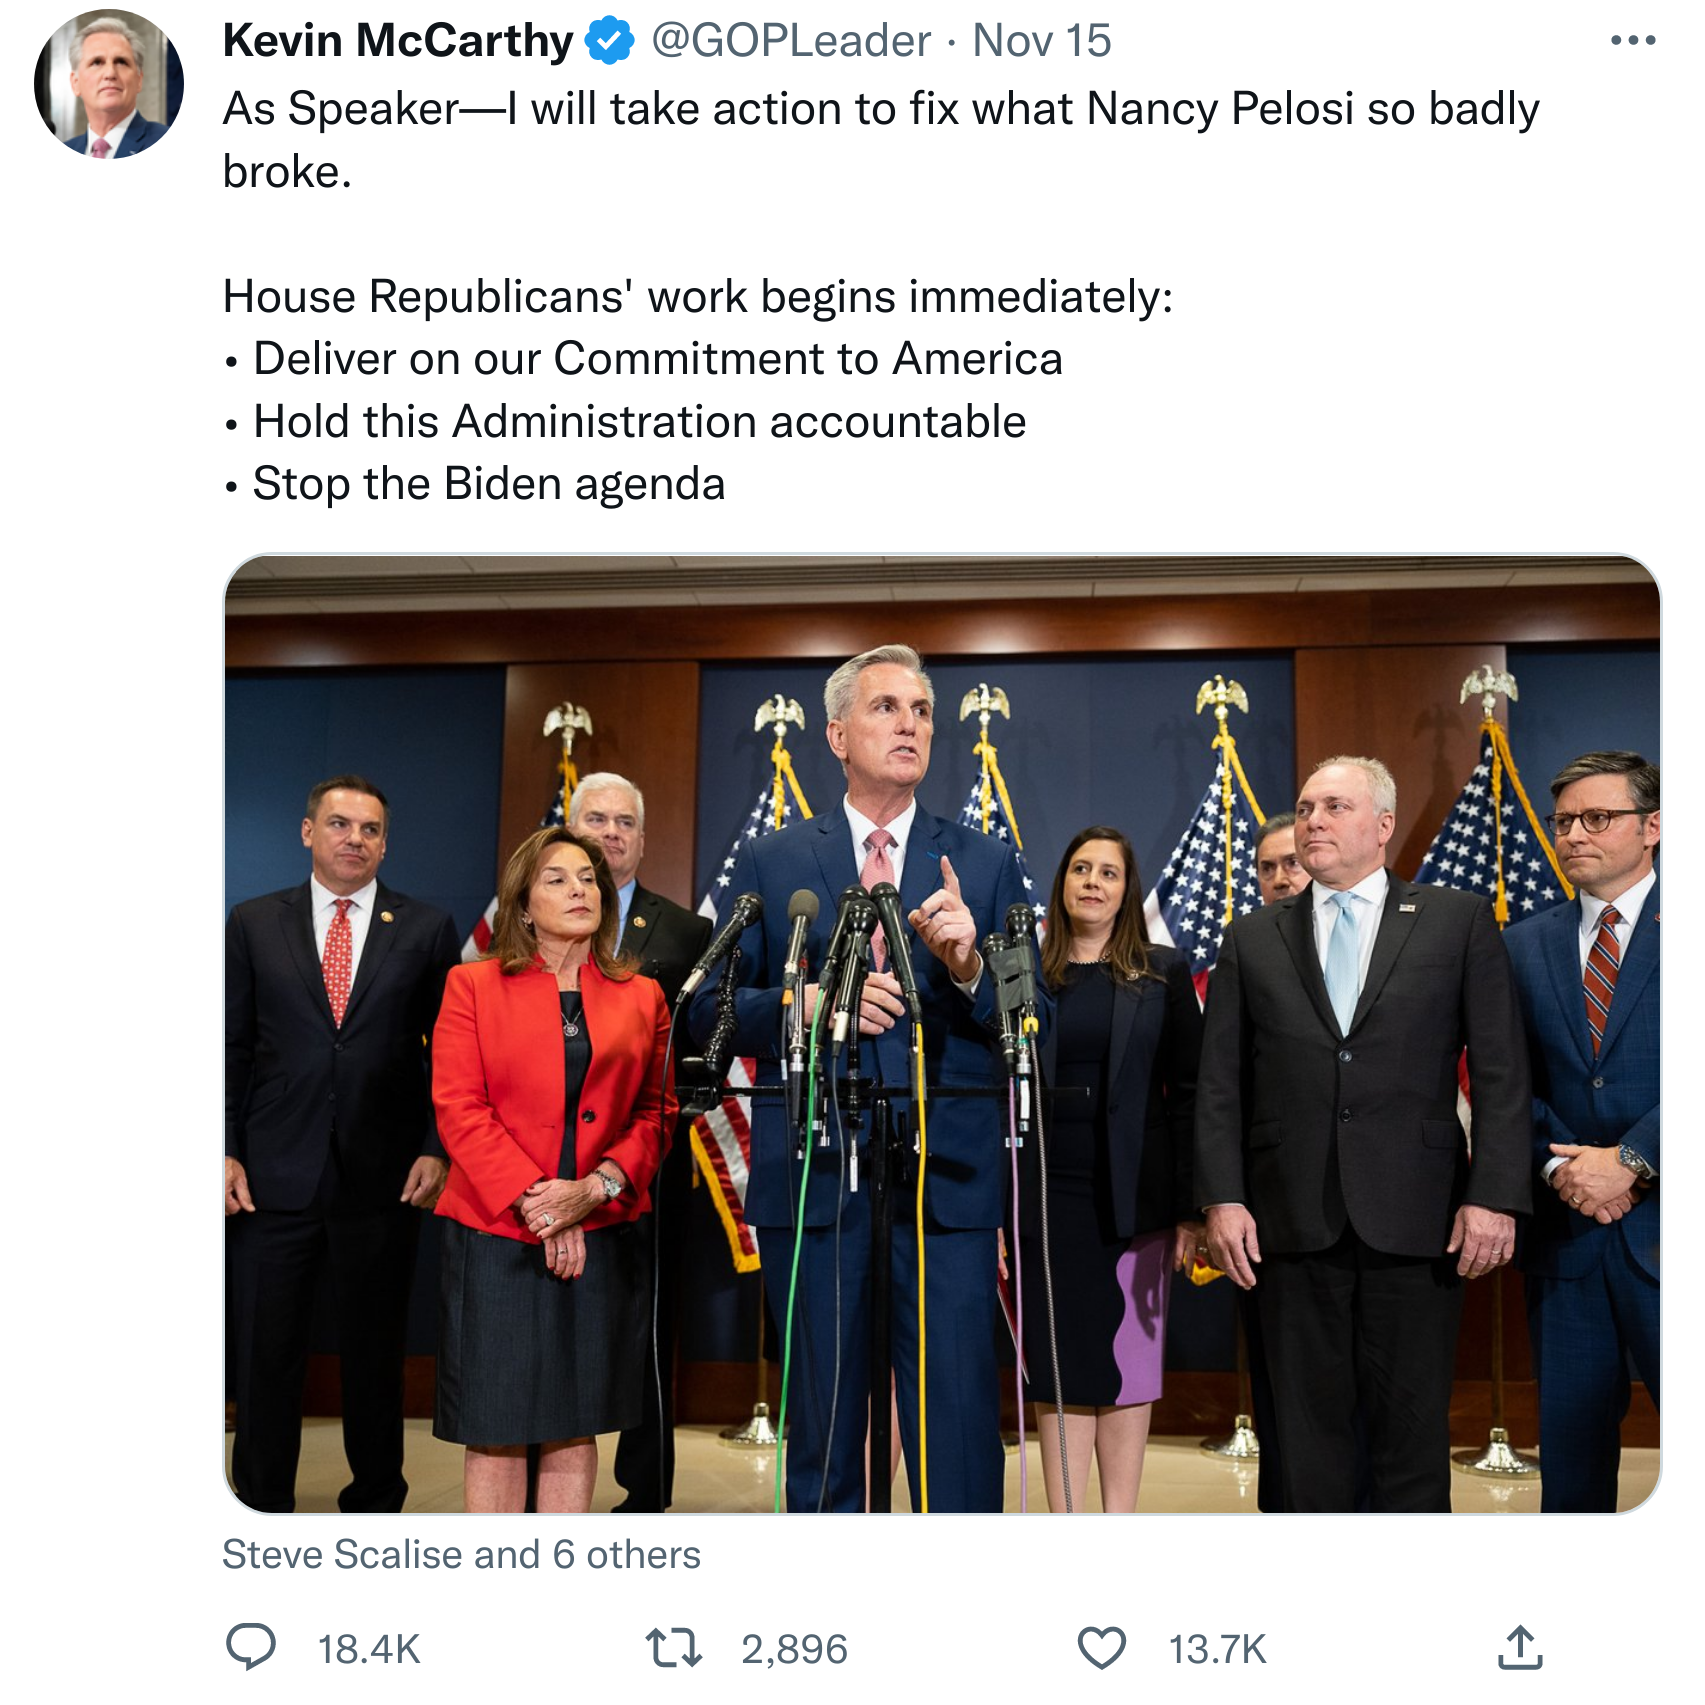 Kevin McCarthy @GOPLeader · Nov 15
As Speaker—I will take action to fix what Nancy Pelosi so badly
broke.
House Republicans' work begins immediately:
• Deliver on our Commitment to America
• Hold this Administration accountable
• Stop the Biden agenda
Steve Scalise and 6 others
18.4K 2,896 13.7K